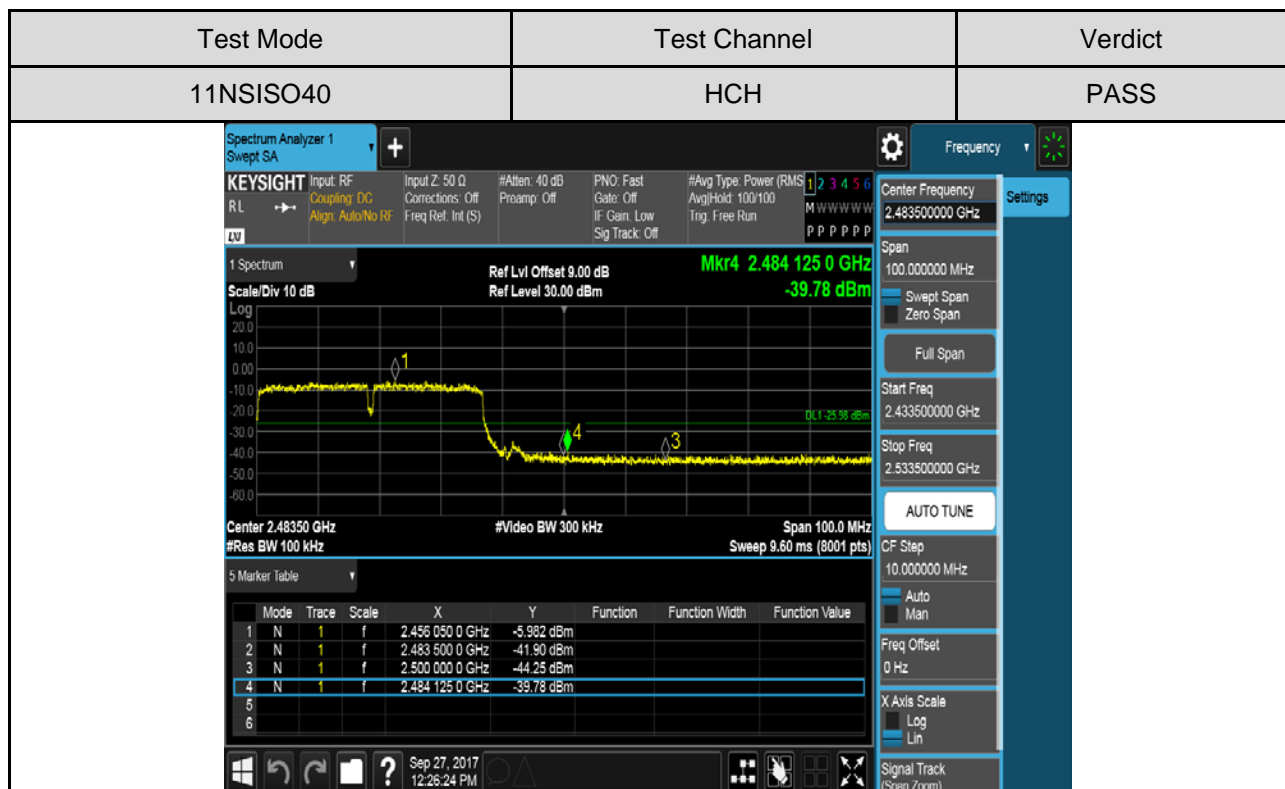 Test Mode Test Channel Verdict
11NSISO40 HCH PASS
Spectrum Analyzer 1
Swept SA
Frequency
KEYSIGHT Input: RF Input Z: 50 Ω #Atten: 40 dB PNO: Fast #Avg Type: Power (RMS 1 2 3 4 5 6
RL Coupling: DC Corrections: Off Preamp: Off Gate: Off Avg|Hold: 100/100 M W W W W W
Align: Auto/No RF Freq Ref: Int (S) IF Gain: Low Trig: Free Run
Sig Track: Off P P P P P P
LXI
1 Spectrum
Ref Lvl Offset 9.00 dB Mkr4 2.484 125 0 GHz
Scale/Div 10 dB Ref Level 30.00 dBm -39.78 dBm
Log
20.0
10.0
0.00
-10.0
-20.0
-30.0
-40.0
-50.0
-60.0
1
4
3
DL1 -25.98 dBm
Center 2.48350 GHz #Video BW 300 kHz Span 100.0 MHz
#Res BW 100 kHz Sweep 9.60 ms (8001 pts)
5 Marker Table
Mode Trace Scale X Y Function Function Width Function Value
1 N 1 f 2.456 050 0 GHz -5.982 dBm
2 N 1 f 2.483 500 0 GHz -41.90 dBm
3 N 1 f 2.500 000 0 GHz -44.25 dBm
4 N 1 f 2.484 125 0 GHz -39.78 dBm
5
6
Sep 27, 2017
12:26:24 PM
Center Frequency
2.483500000 GHz
Settings
Span
100.000000 MHz
Swept Span
Zero Span
Full Span
Start Freq
2.433500000 GHz
Stop Freq
2.533500000 GHz
AUTO TUNE
CF Step
10.000000 MHz
Auto
Man
Freq Offset
0 Hz
X Axis Scale
Log
Lin
Signal Track
(Span Zoom)